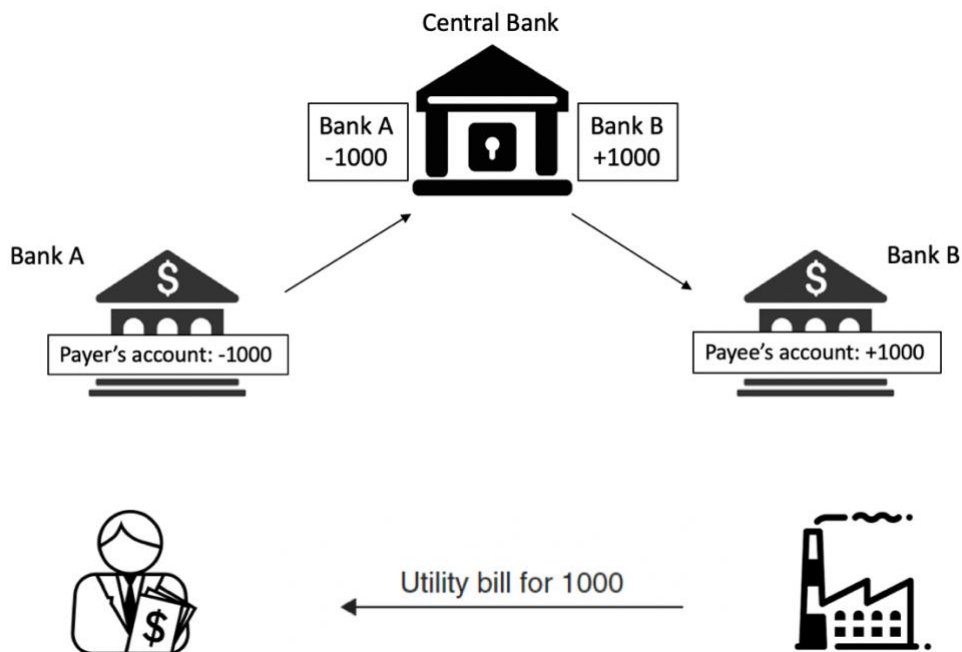 Central Bank
Bank A
-1000
Bank B
+1000
Bank A
$
Payer's account: -1000
Bank B
$
Payee's account: +1000
Utility bill for 1000
$